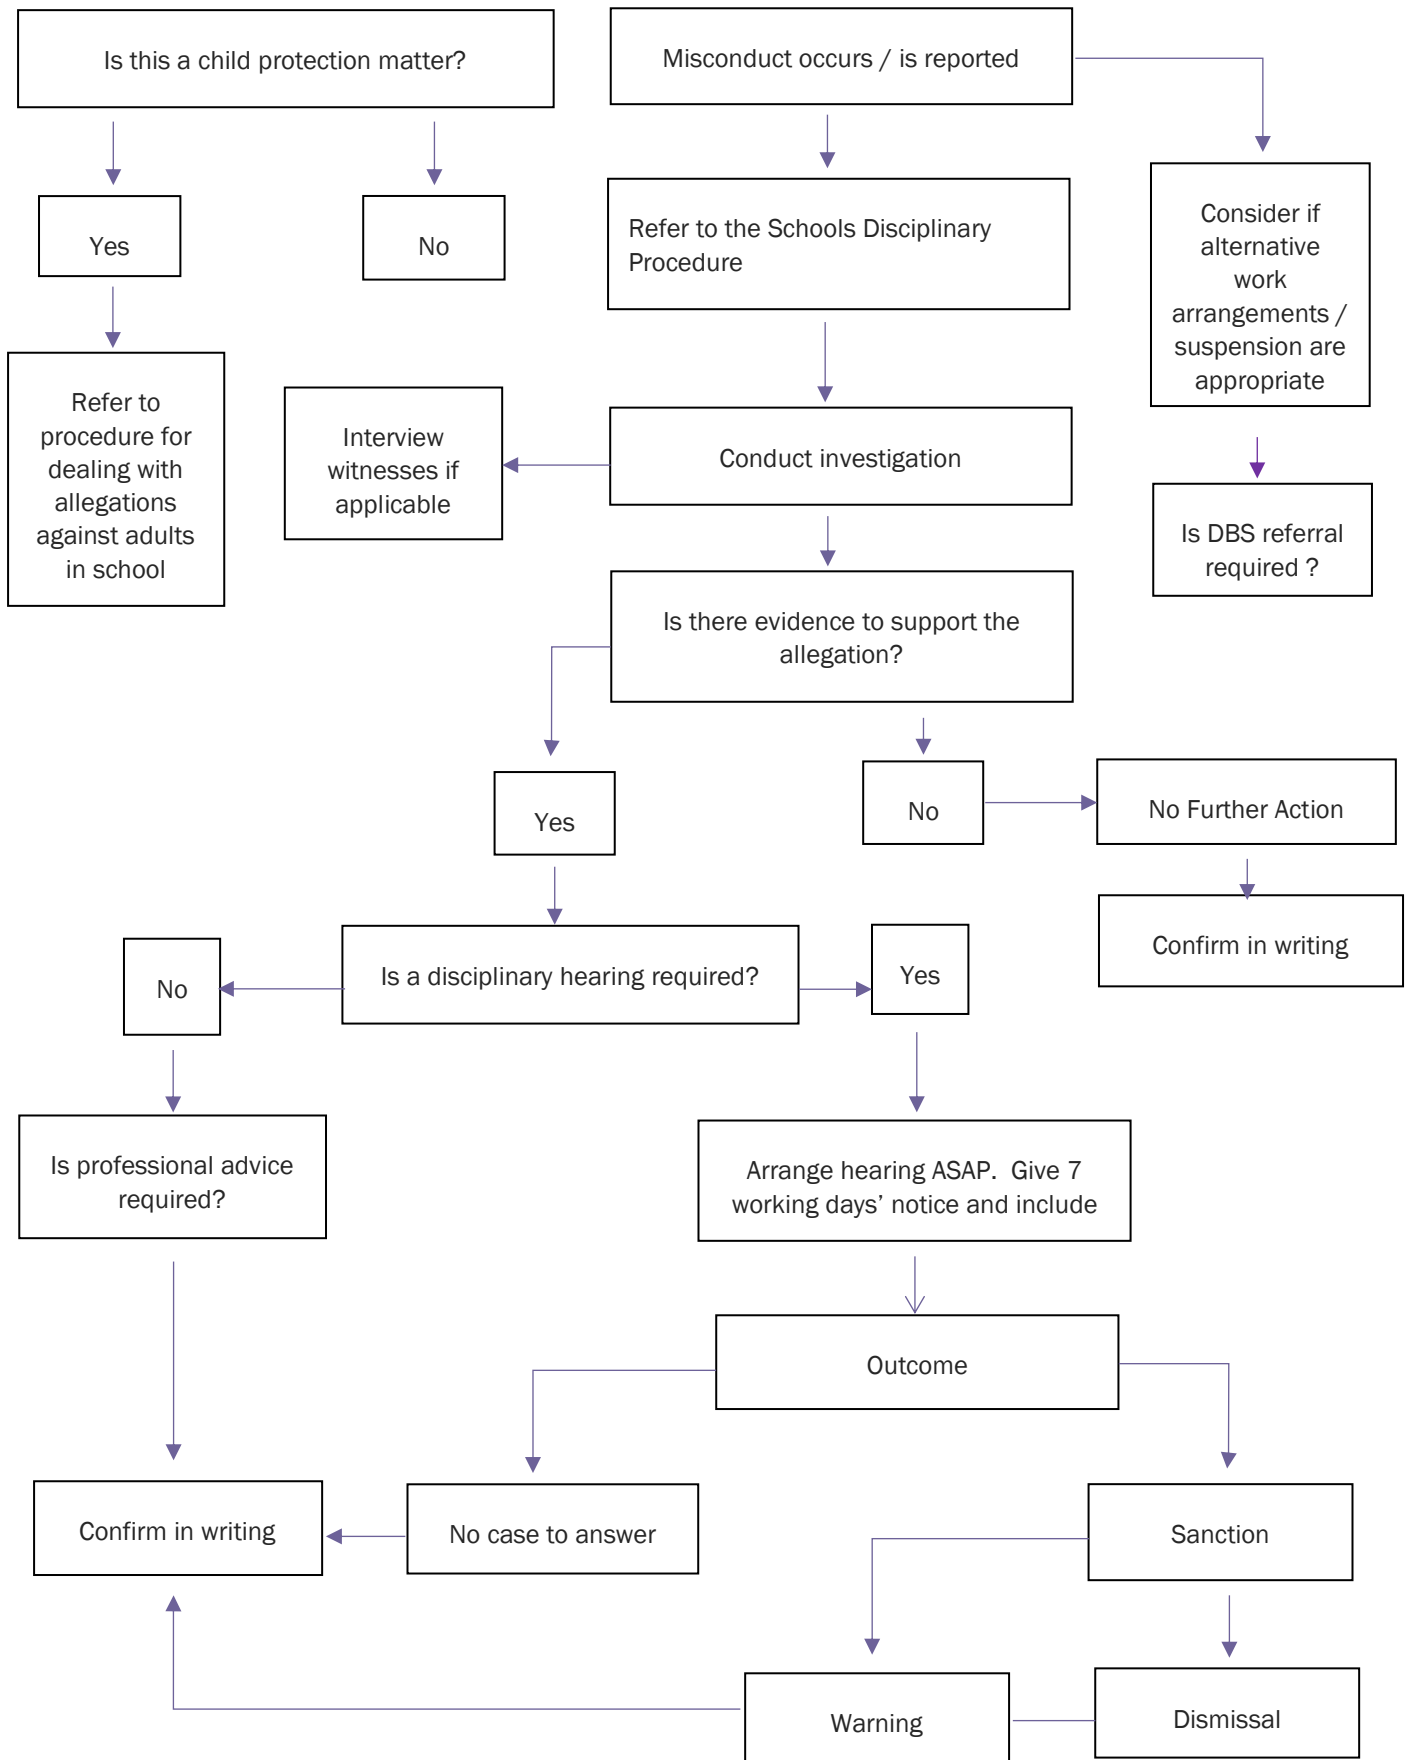 Is this a child protection matter?
Misconduct occurs / is reported
Yes
No
Refer to the Schools Disciplinary
Procedure
Consider if
alternative
work
arrangements /
suspension are
appropriate
Refer to
procedure for
dealing with
allegations
against adults
in school
Interview
witnesses if
applicable
Conduct investigation
Is DBS referral
required ?
Is there evidence to support the
allegation?
Yes
No
No Further Action
Confirm in writing
No
Is a disciplinary hearing required?
Yes
Is professional advice
required?
Arrange hearing ASAP.  Give 7
working days’ notice and include
Outcome
Confirm in writing
No case to answer
Sanction
Warning
Dismissal